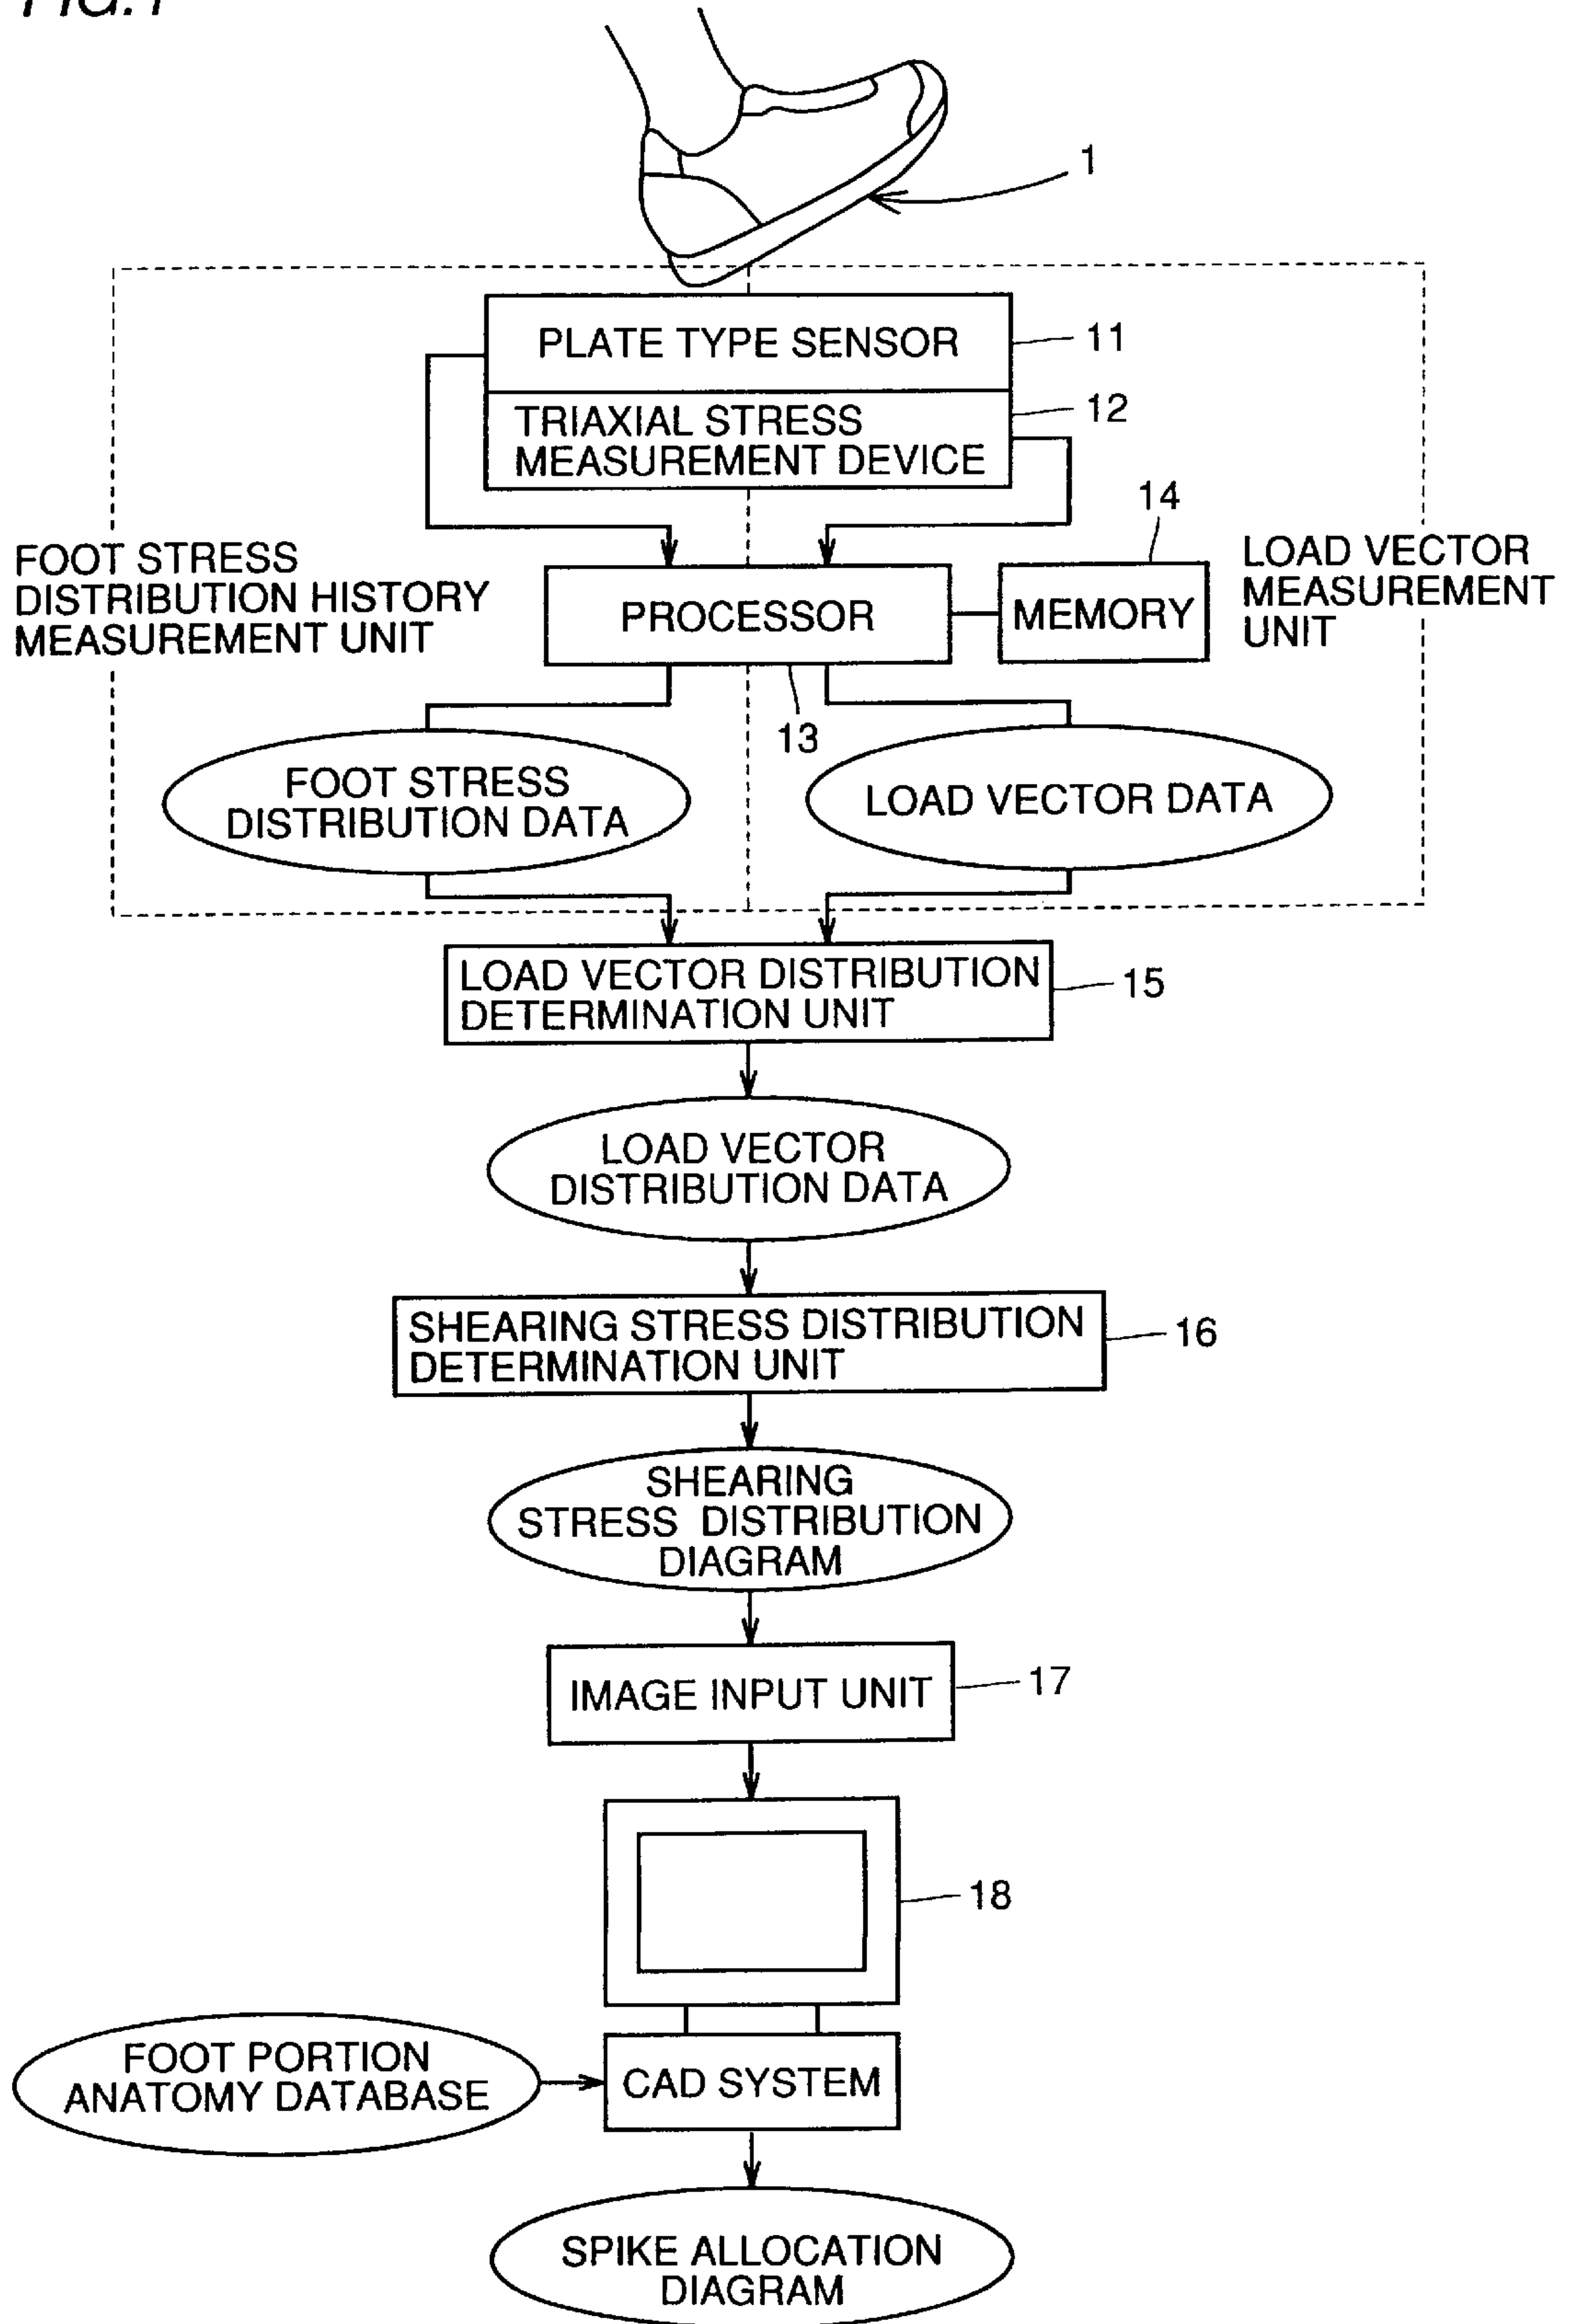 FIG.1
1
PLATE TYPE SENSOR
11
TRIAXIAL STRESS
MEASUREMENT DEVICE
12
14
FOOT STRESS
DISTRIBUTION HISTORY
MEASUREMENT UNIT
PROCESSOR
MEMORY
LOAD VECTOR
MEASUREMENT
UNIT
13
FOOT STRESS
DISTRIBUTION DATA
LOAD VECTOR DATA
LOAD VECTOR DISTRIBUTION
DETERMINATION UNIT
15
LOAD VECTOR
DISTRIBUTION DATA
SHEARING STRESS DISTRIBUTION
DETERMINATION UNIT
16
SHEARING
STRESS DISTRIBUTION
DIAGRAM
IMAGE INPUT UNIT
17
18
FOOT PORTION
ANATOMY DATABASE
CAD SYSTEM
SPIKE ALLOCATION
DIAGRAM